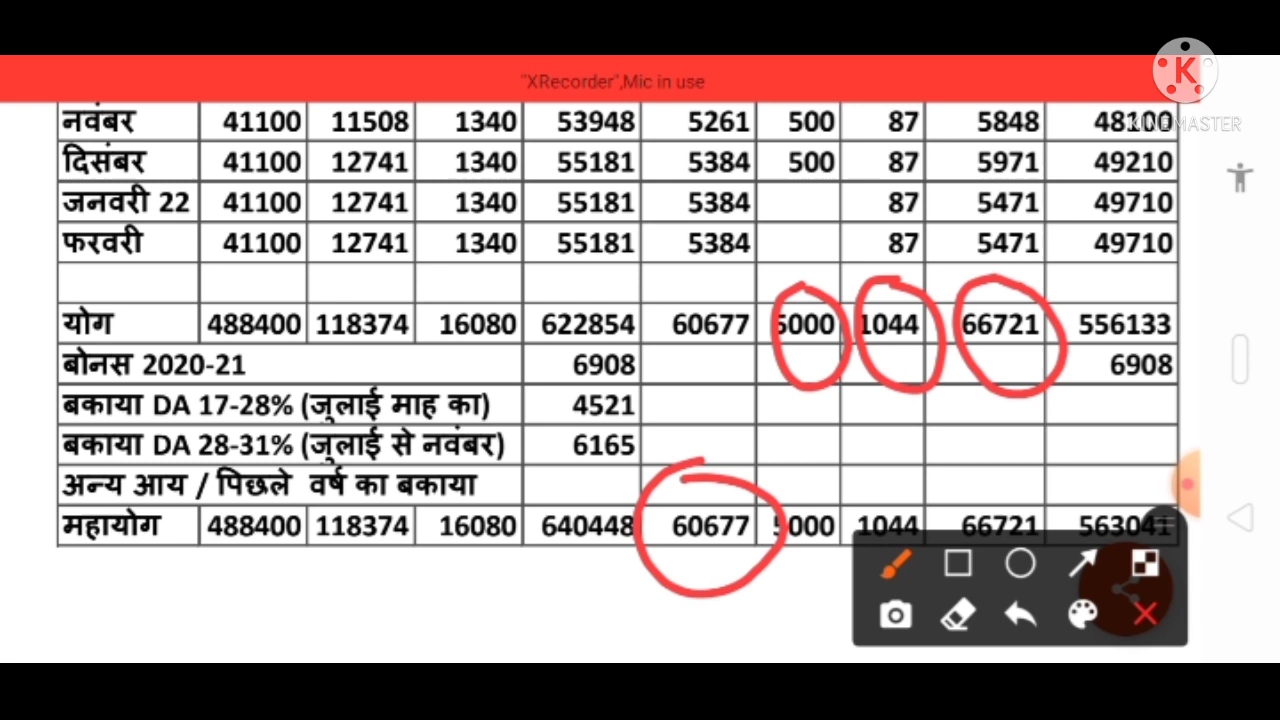 "XRecorder",Mic in use
K
KINEMASTER
नवंबर 41100 11508 1340 53948 5261 500 87 5848
दिसंबर 41100 12741 1340 55181 5384 500 87 5971 49210
जनवरी 22 41100 12741 1340 55181 5384 87 5471 49710
फरवरी 41100 12741 1340 55181 5384 87 5471 49710
योग 488400 118374 16080 622854 60677 5000 1044 66721 556133
बोनस 2020-21 6908 6908
बकाया DA 17-28% (जुलाई माह का) 4521
बकाया DA 28-31% (जुलाई से नवंबर) 6165
अन्य आय / पिछले वर्ष का बकाया
महायोग 488400 118374 16080 640448 60677 5000 1044 66721 563041